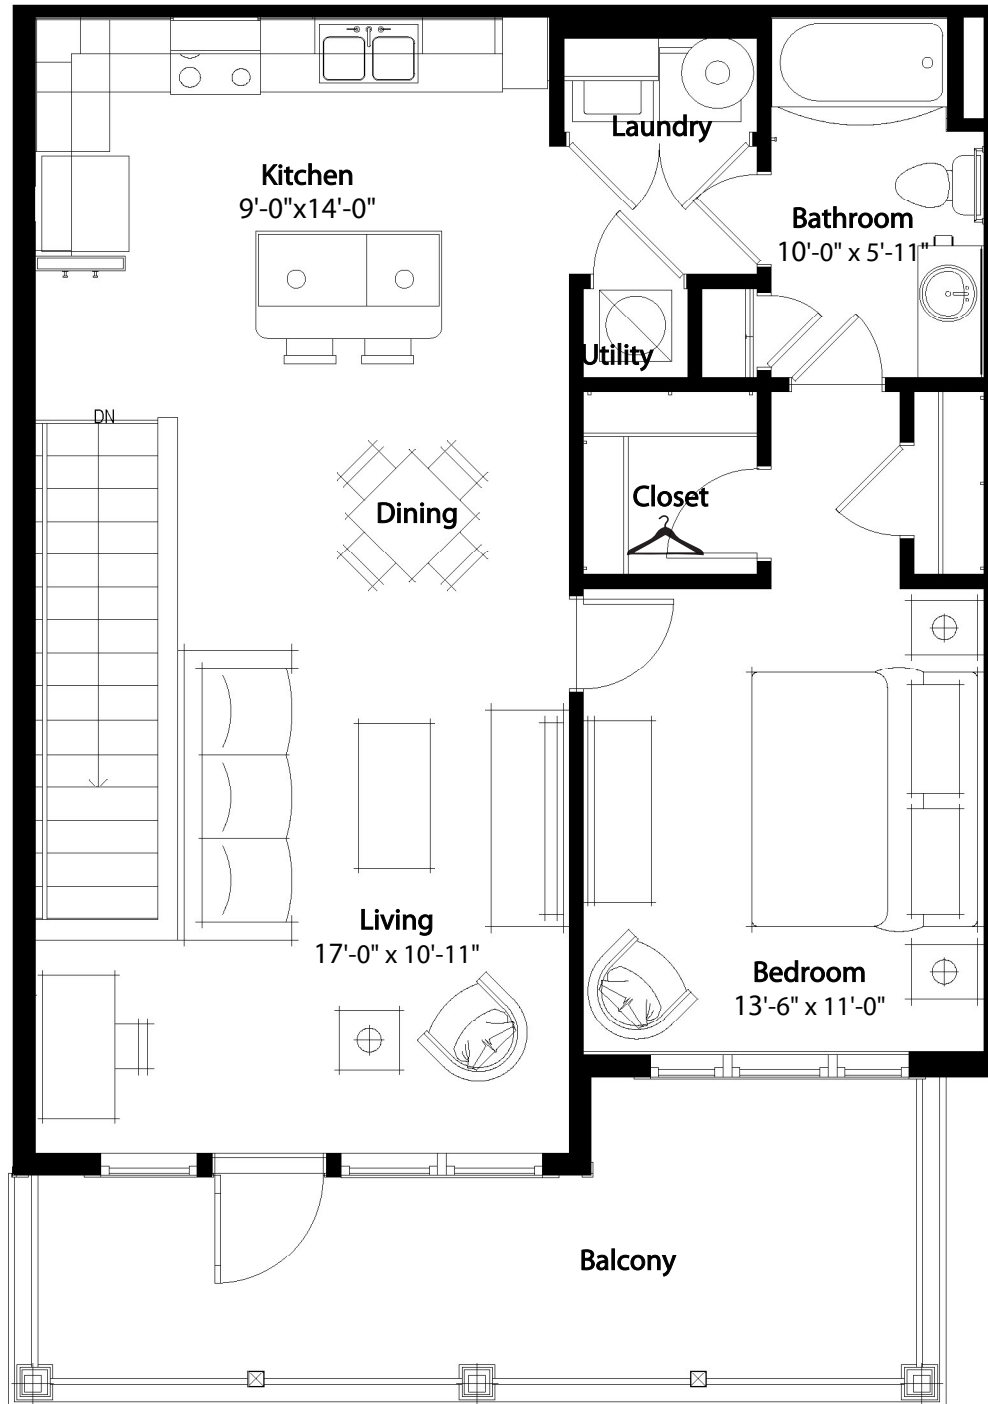 Laundry
Kitchen
9'-0"x14'-0"
Bathroom
10'-0" x 5'-11"
Utility
DN
Closet
Dining
Living
17'-0" x 10'-11"
Bedroom
13'-6" x 11'-0"
Balcony